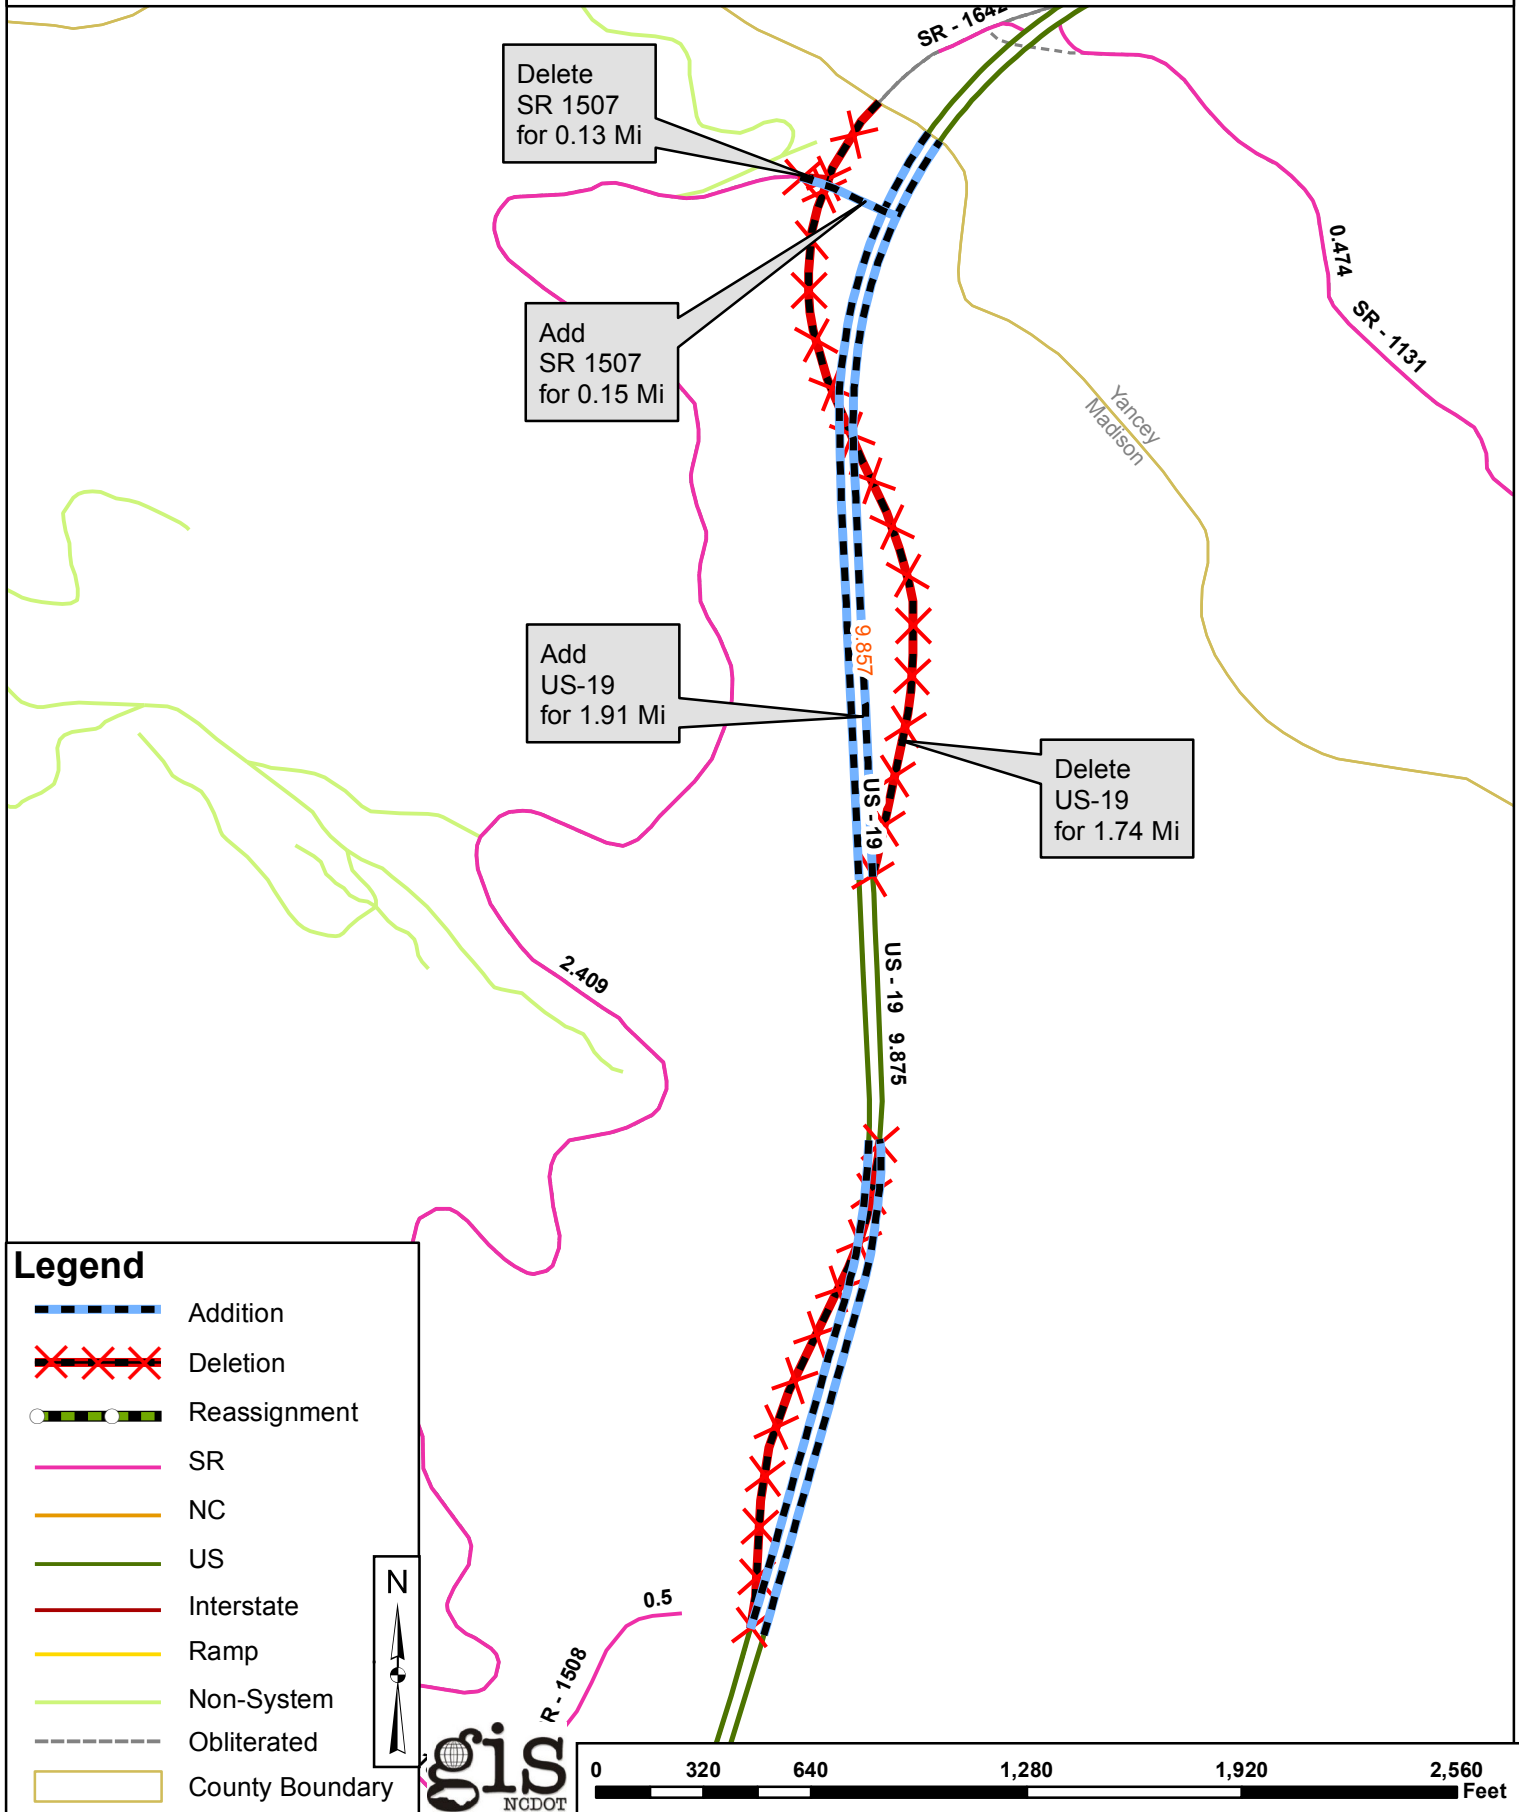 SR - 1642
Delete
SR 1507
for 0.13 Mi
0.474
SR - 1131
Add
SR 1507
for 0.15 Mi
Yancey
Madison
9.857
Add
US-19
for 1.91 Mi
Delete
US-19
for 1.74 Mi
US - 19
2.409
US - 19 9.875
Legend
Addition
Deletion
Reassignment
SR
NC
US
Interstate
Ramp
Non-System
Obliterated
County Boundary
N
0.5
R - 1508
gis
NCDOT
0 320 640 1,280 1,920 2,560
Feet